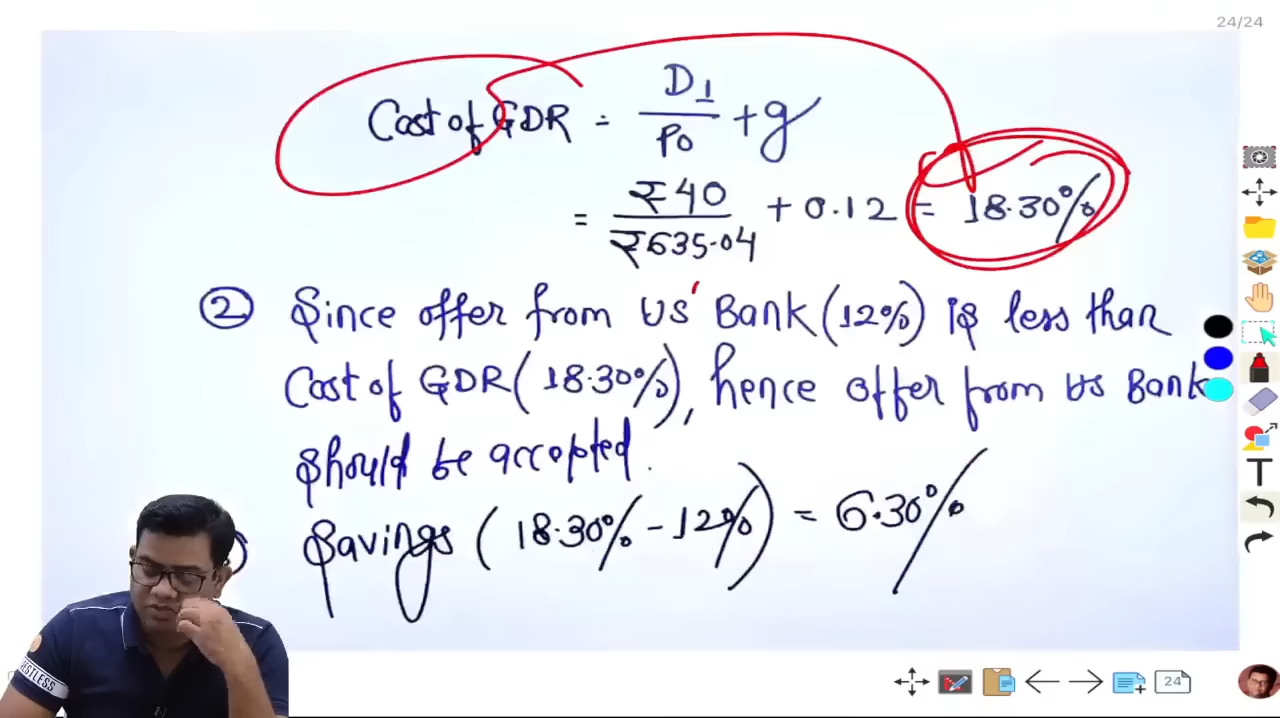 24/24
Cost of GDR = D1/P0 + g
= ₹40/₹635.04 + 0.12 = 18.30%
② Since offer from US Bank (12%) is less than
Cost of GDR (18.30%), hence offer from US Bank
should be accepted.
Savings (18.30% - 12%) = 6.30%
RESTLESS
T
24